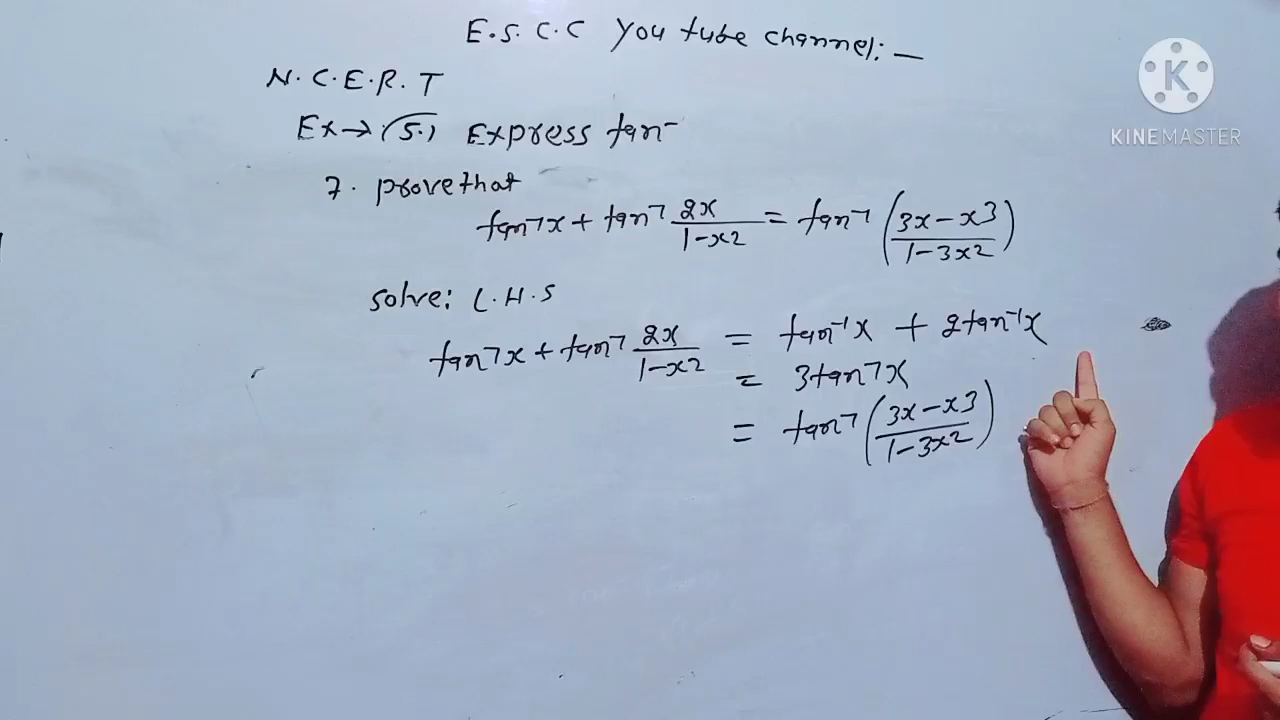 E.S.C.C You tube channel:—
KINEMASTER
N.C.E.R.T
Ex→(5.) Express tan⁻
7. prove that
tan⁻¹x + tan⁻¹ 2x/1-x2 = tan⁻¹ (3x-x3/1-3x2)
solve: L.H.S
tan⁻¹x + tan⁻¹ 2x/1-x2 = tan⁻¹x + 2tan⁻¹x
= 3tan⁻¹x
= tan⁻¹ (3x-x3/1-3x2)